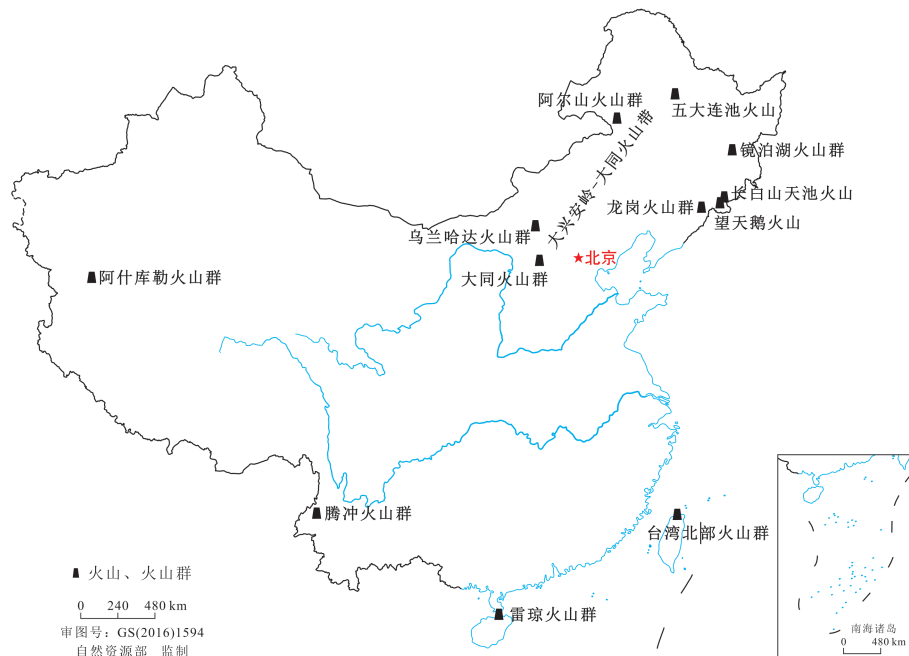 阿尔山火山群
五大连池火山
大兴安岭-大同火山带
镜泊湖火山群
长白山天池火山
龙岗火山群
望天鹅火山
乌兰哈达火山群
★北京
大同火山群
阿什库勒火山群
腾冲火山群
台湾北部火山群
雷琼火山群
火山、火山群
0 240 480 km
审图号：GS(2016)1594
自然资源部 监制
南海诸岛
0 480 km